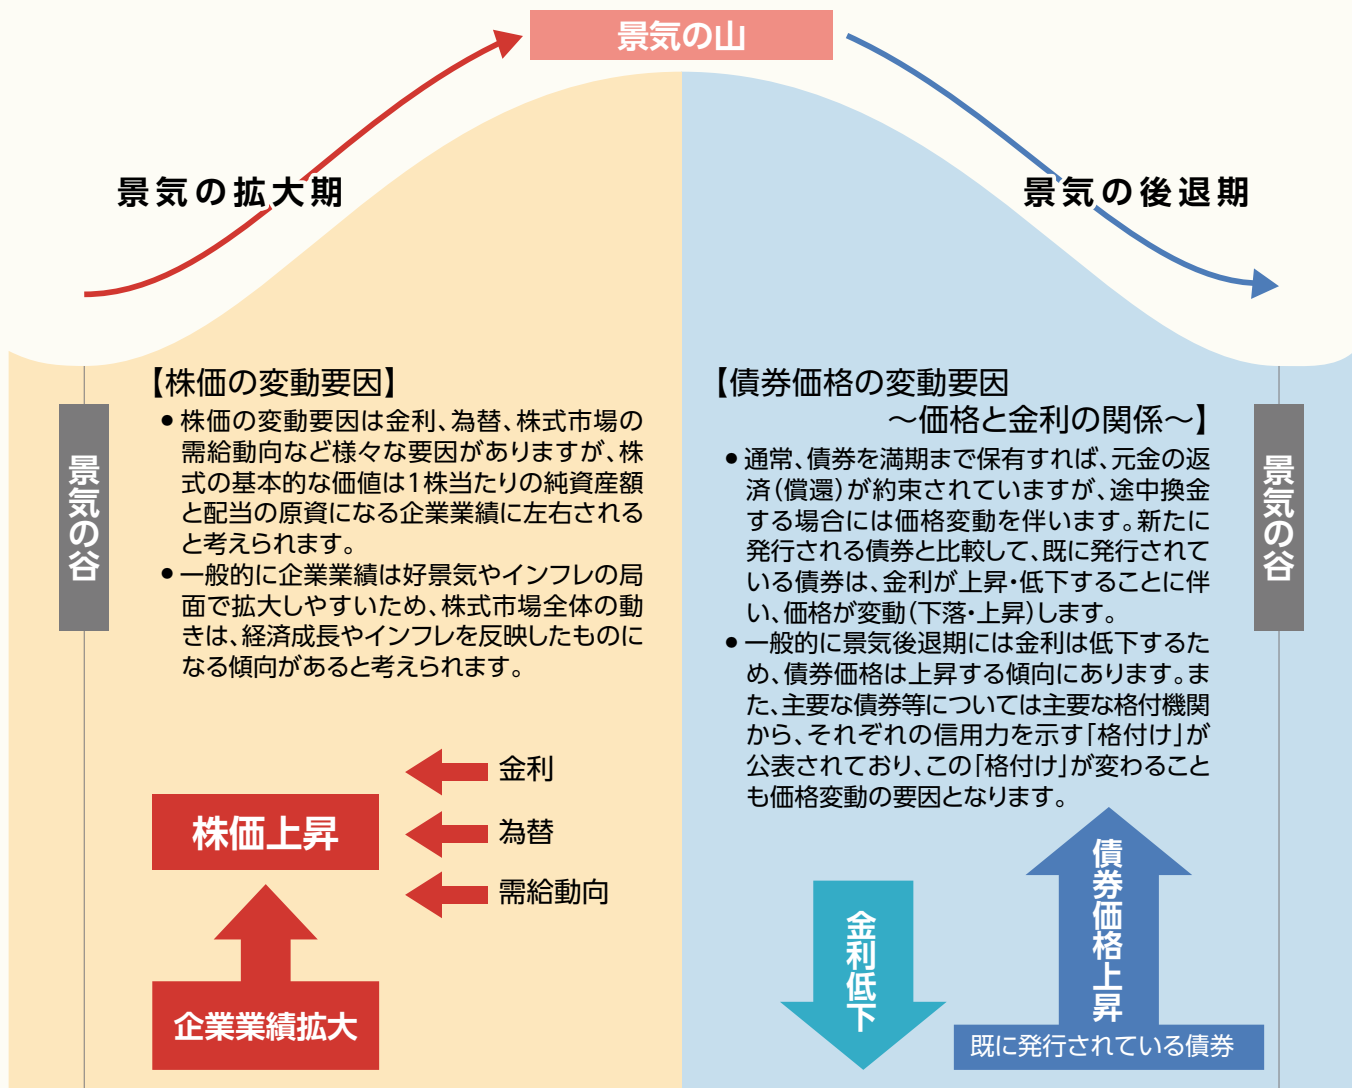 景気の山
景気の拡大期
景気の後退期
景気の谷
【株価の変動要因】
● 株価の変動要因は金利、為替、株式市場の
需給動向など様々な要因がありますが、株
式の基本的な価値は1株当たりの純資産額
と配当の原資になる企業業績に左右される
と考えられます。
● 一般的に企業業績は好景気やインフレの局
面で拡大しやすいため、株式市場全体の動
きは、経済成長やインフレを反映したものに
なる傾向があると考えられます。
金利
為替
需給動向
株価上昇
企業業績拡大
【債券価格の変動要因
～価格と金利の関係～】
● 通常、債券を満期まで保有すれば、元金の返
済(償還)が約束されていますが、途中換金
する場合には価格変動を伴います。新たに
発行される債券と比較して、既に発行されて
いる債券は、金利が上昇・低下することに伴
い、価格が変動(下落・上昇)します。
● 一般的に景気後退期には金利は低下するた
め、債券価格は上昇する傾向にあります。ま
た、主要な債券等については主要な格付機関
から、それぞれの信用力を示す「格付け」が
公表されており、この「格付け」が変わること
も価格変動の要因となります。
金利低下
債券価格上昇
既に発行されている債券
景気の谷